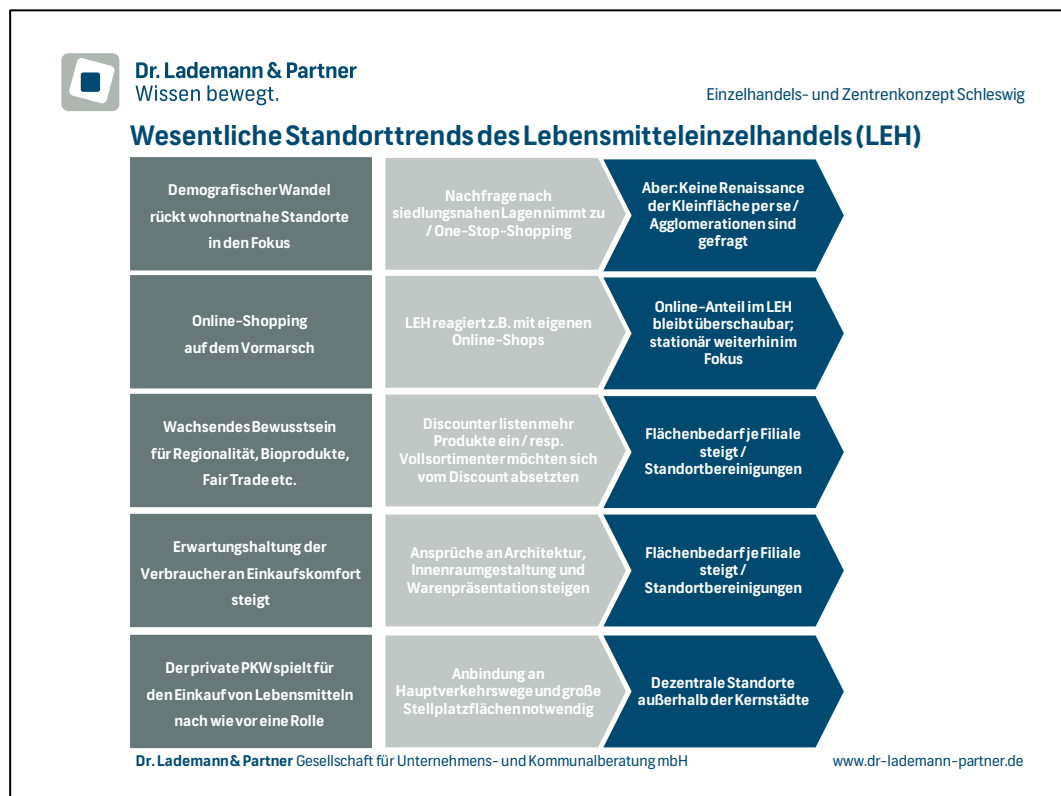 Dr. Lademann & Partner
Wissen bewegt.
Einzelhandels- und Zentrenkonzept Schleswig
Wesentliche Standorttrends des Lebensmitteleinzelhandels (LEH)
Demografischer Wandel
rückt wohnortnahe Standorte
in den Fokus
Nachfrage nach
siedlungsnahen Lagen nimmt zu
/ One-Stop-Shopping
Aber: Keine Renaissance
der Kleinfläche per se /
Agglomerationen sind
gefragt
Online-Shopping
auf dem Vormarsch
LEH reagiert z.B. mit eigenen
Online-Shops
Online-Anteil im LEH
bleibt überschaubar;
stationär weiterhin im
Fokus
Wachsendes Bewusstsein
für Regionalität, Bioprodukte,
Fair Trade etc.
Discounter listen mehr
Produkte ein / resp.
Vollsortimenter möchten sich
vom Discount absetzten
Flächenbedarf je Filiale
steigt /
Standortbereinigungen
Erwartungshaltung der
Verbraucher an Einkaufskomfort
steigt
Ansprüche an Architektur,
Innenraumgestaltung und
Warenpräsentation steigen
Flächenbedarf je Filiale
steigt /
Standortbereinigungen
Der private PKW spielt für
den Einkauf von Lebensmitteln
nach wie vor eine Rolle
Anbindung an
Hauptverkehrswege und große
Stellplatzflächen notwendig
Dezentrale Standorte
außerhalb der Kernstädte
Dr. Lademann & Partner Gesellschaft für Unternehmens- und Kommunalberatung mbH
www.dr-lademann-partner.de